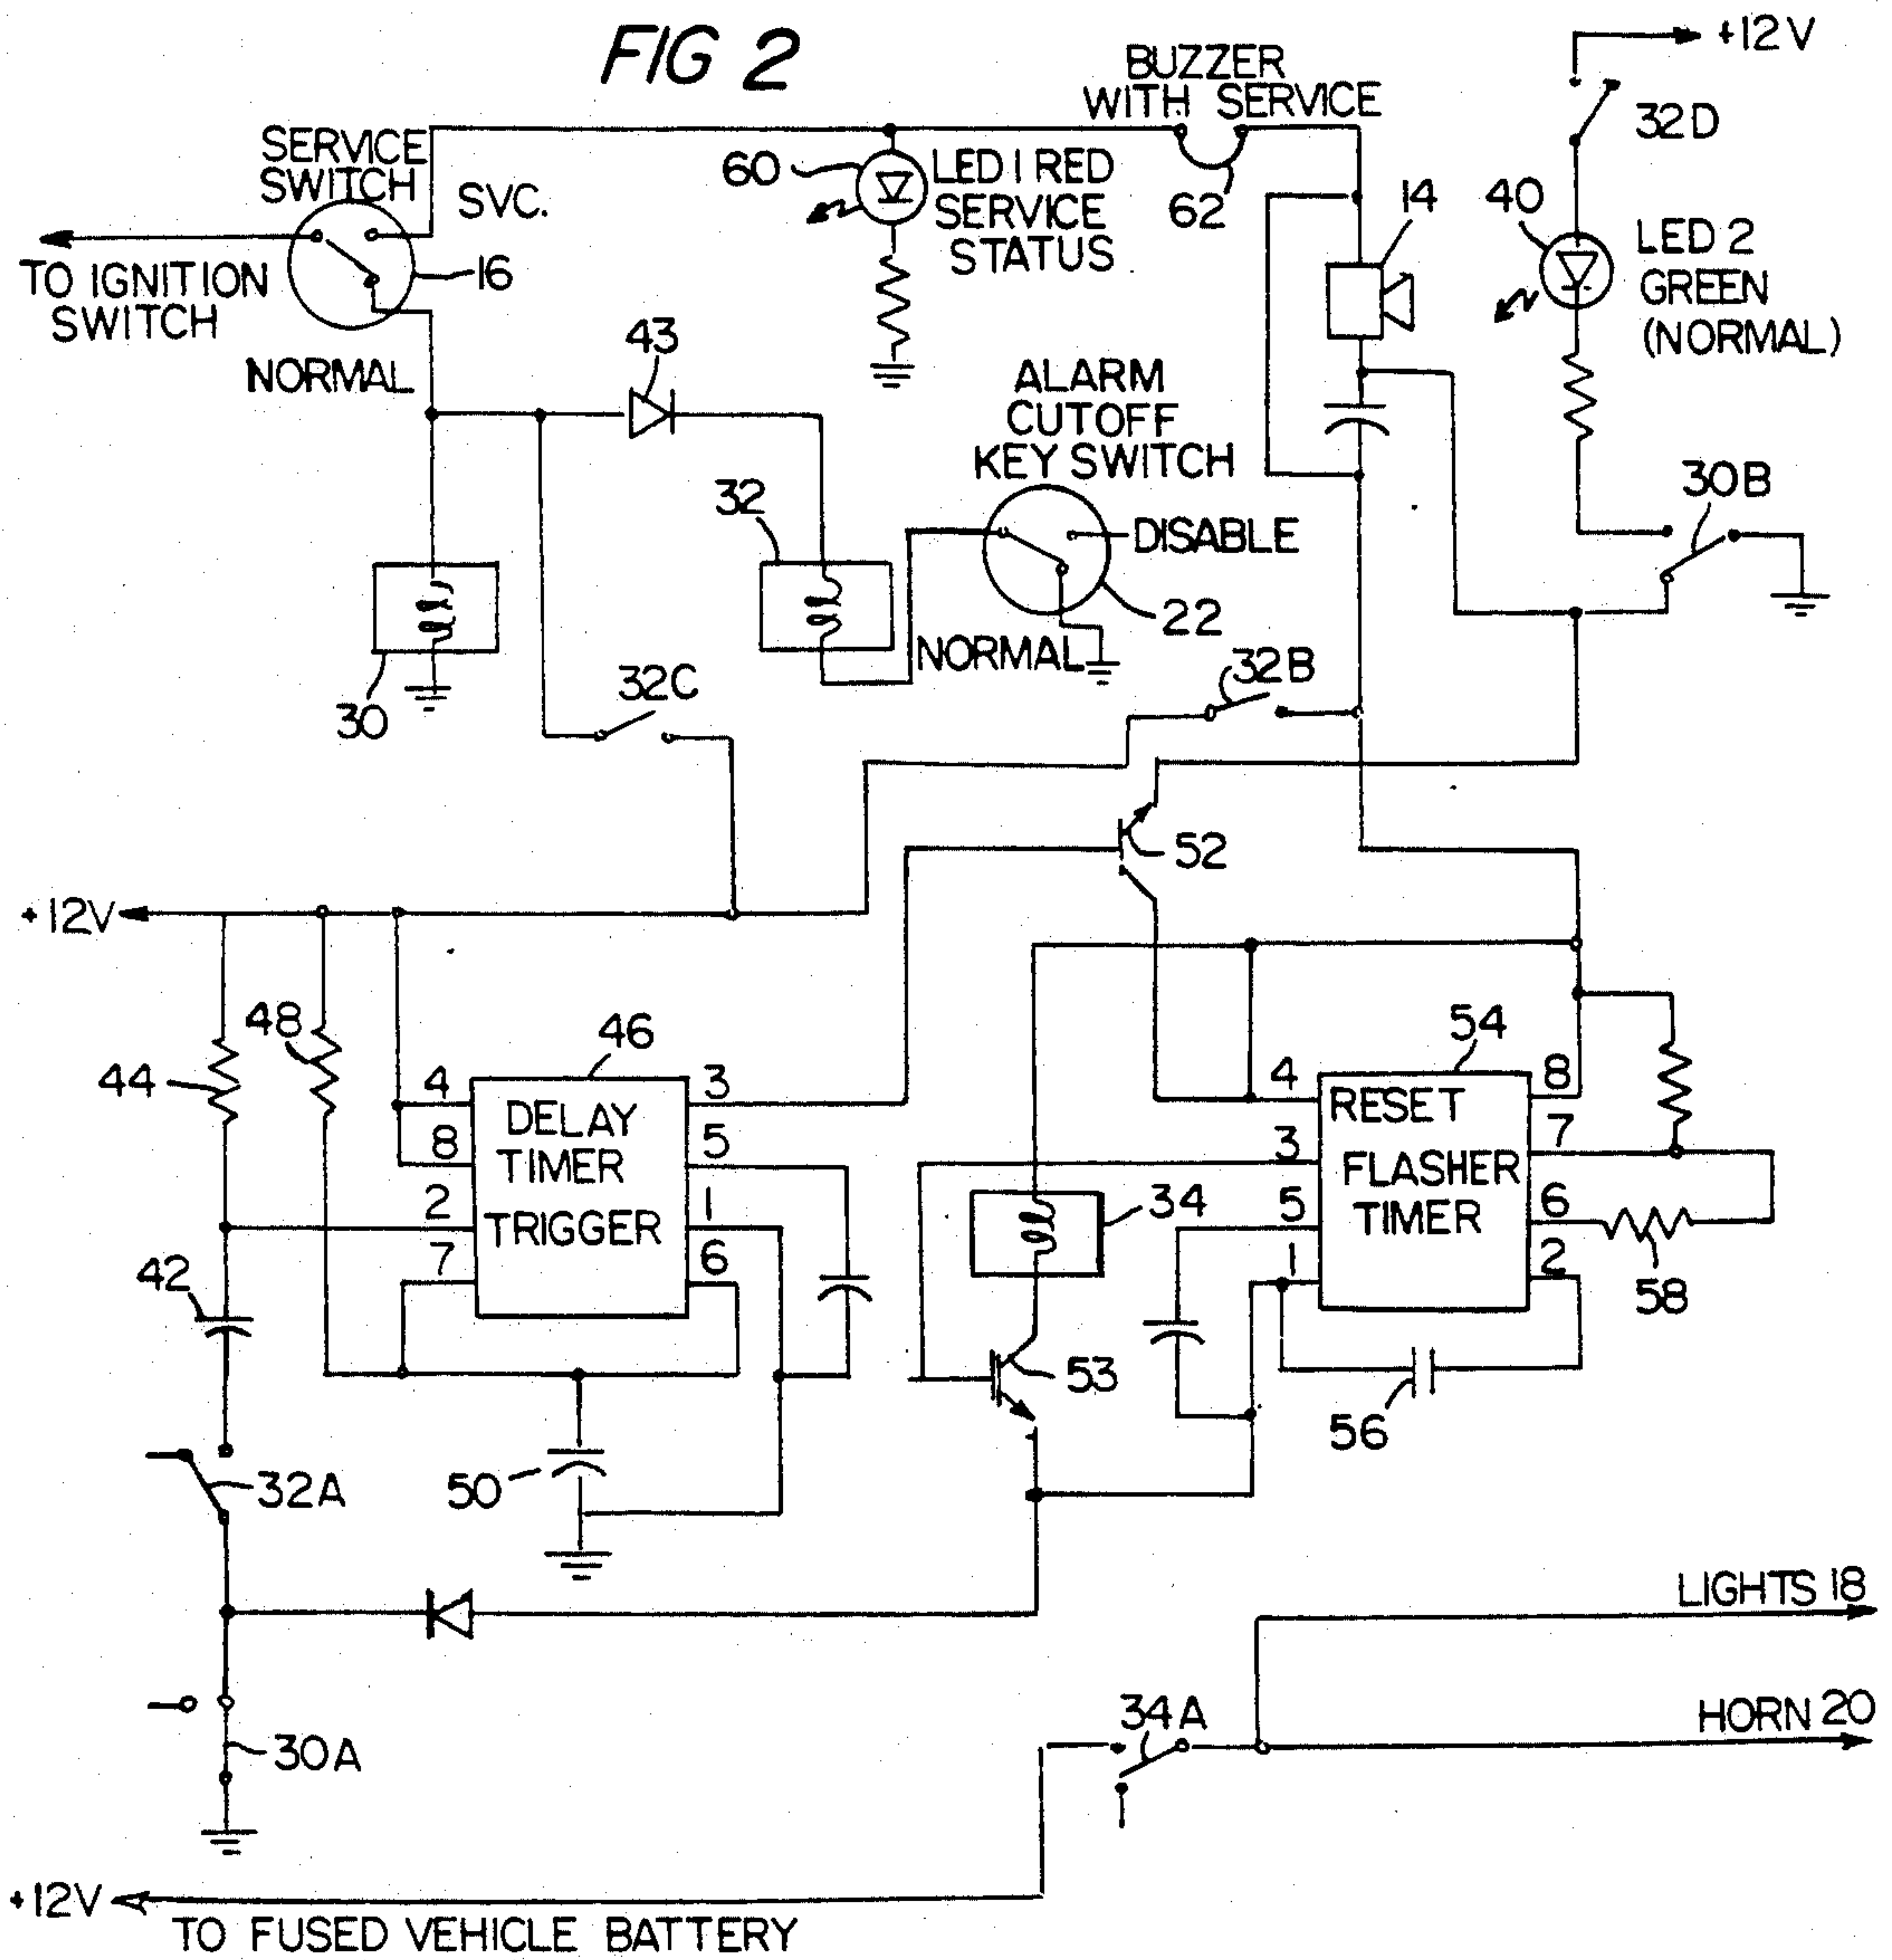 FIG 2
+12V
BUZZER
WITH SERVICE
32D
SERVICE
SWITCH
SVC.
60
LED 1 RED
SERVICE
STATUS
62
14
40
LED 2
GREEN
(NORMAL)
TO IGNITION
SWITCH
16
NORMAL
43
ALARM
CUTOFF
KEY SWITCH
30B
32
DISABLE
22
NORMAL
30
32C
32B
52
+12V
48
44
46
4
8
2
7
DELAY
TIMER
TRIGGER
3
5
1
6
54
4
3
5
1
RESET
FLASHER
TIMER
8
7
6
2
34
58
42
53
56
50
32A
LIGHTS 18
34A
HORN 20
30A
+12V
TO FUSED VEHICLE BATTERY